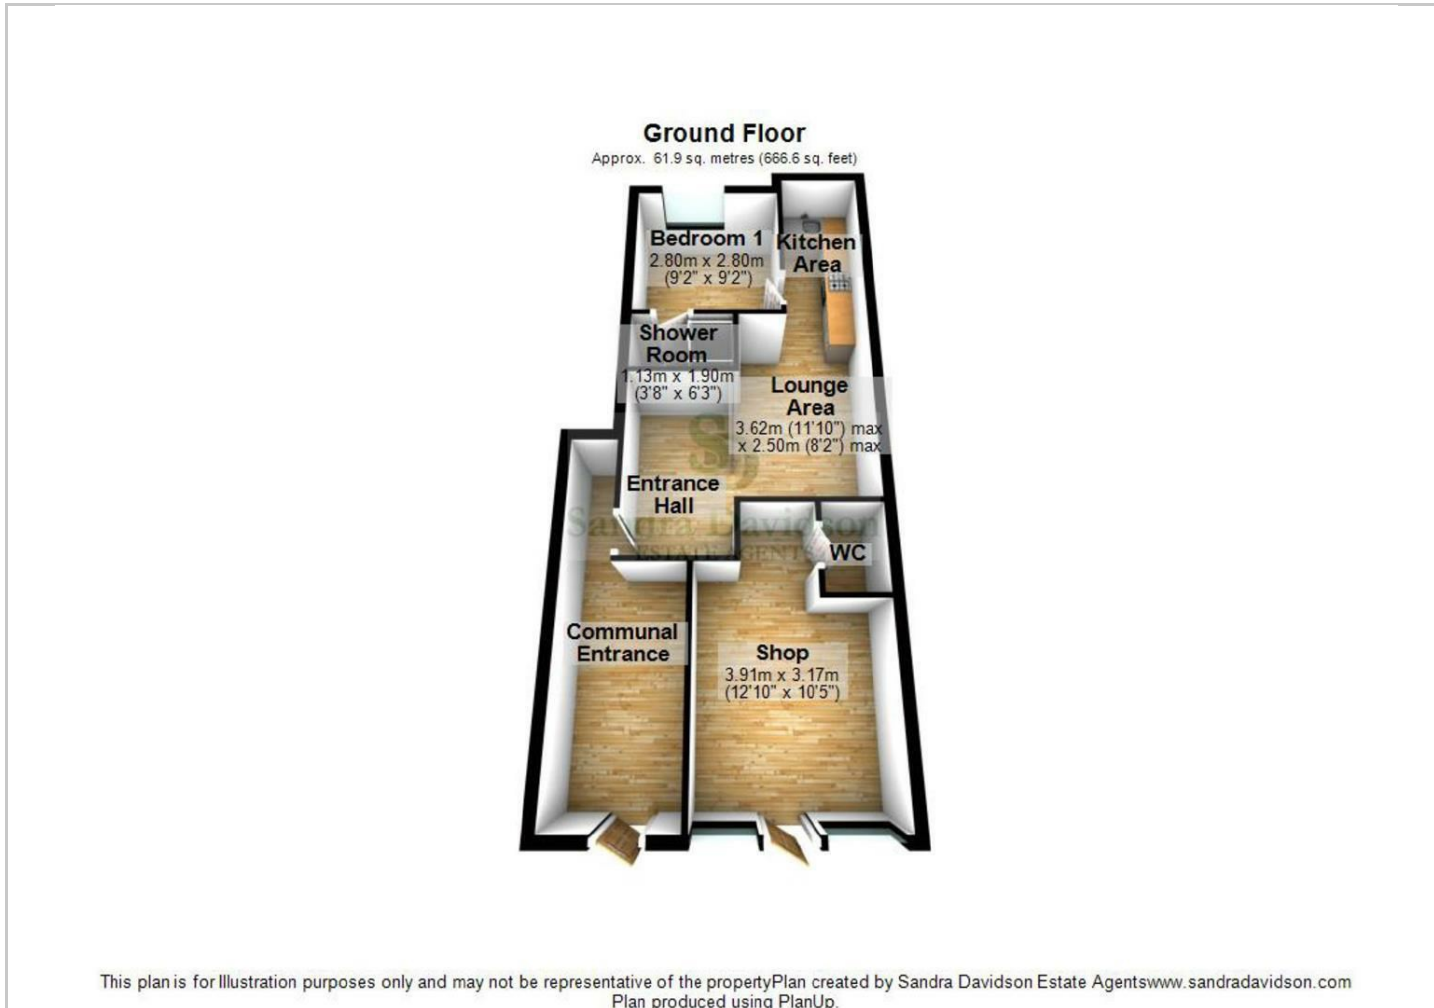 Ground Floor
Approx. 61.9 sq. metres (666.6 sq. feet)
Bedroom 1
2.80m x 2.80m
(9'2" x 9'2")
Kitchen
Area
Shower
Room
1.13m x 1.90m
(3'8" x 6'3")
Lounge
Area
3.62m (11'10") max
x 2.50m (8'2") max
Entrance
Hall
Sandra Davidson
ESTATE AGENTS
WC
Communal
Entrance
Shop
3.91m x 3.17m
(12'10" x 10'5")
This plan is for Illustration purposes only and may not be representative of the propertyPlan created by Sandra Davidson Estate Agentswww.sandradavidson.com
Plan produced using PlanUp.